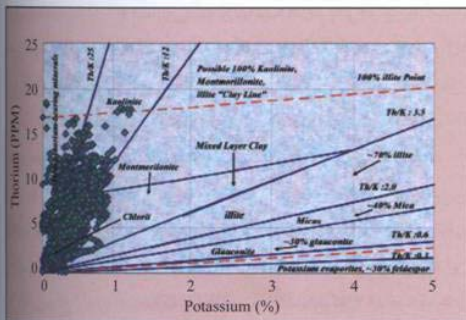 25
20
15
10
5
0
Thorium (PPM)
Th/K :25
Th/K :12
Possible 100% Kaolinite,
Montmorillonite,
illite "Clay Line"
100% illite Point
Kaolinite
Th/K : 3.5
Mixed Layer Clay
~70% illite
Montmorilonite
Th/K :2.0
~40% Mica
Chlorit
illite
Micas
Th/K :0.6
Glauconite
~30% glauconite
Th/K :0.3
Potassium evaporites, ~30% feldespar
0
1
2
3
4
5
Potassium (%)